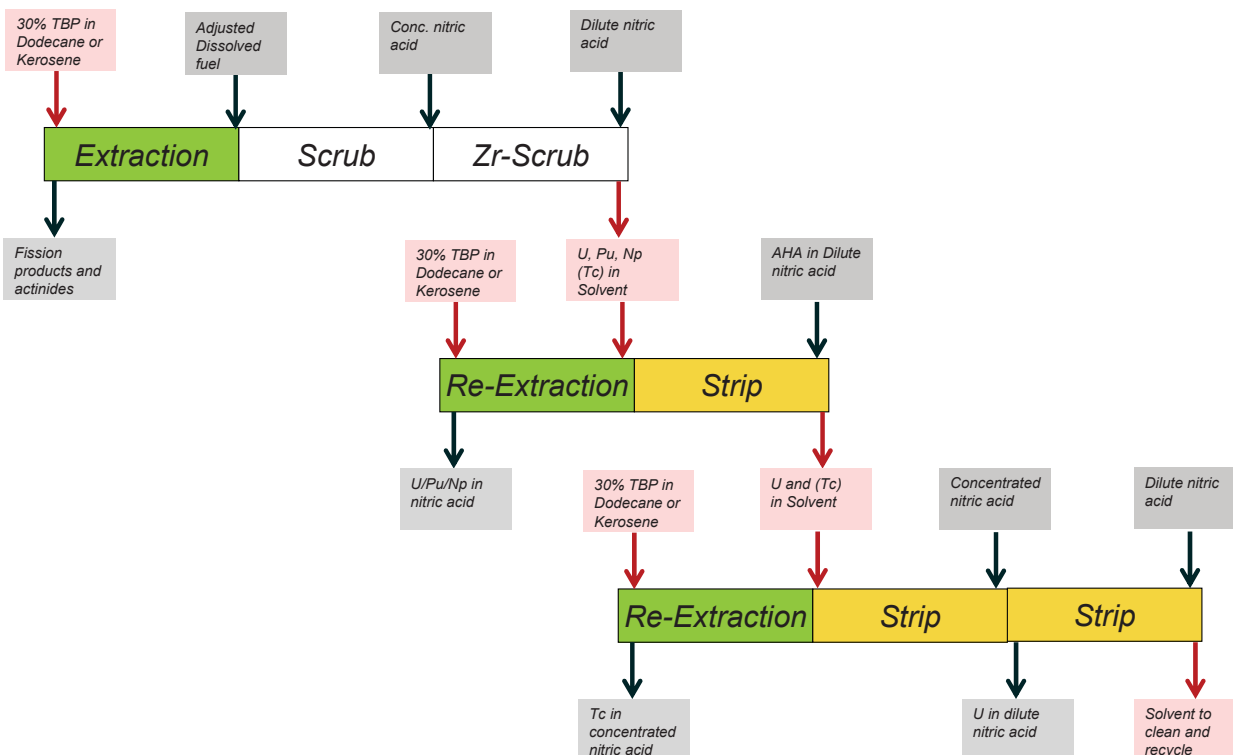 30% TBP in
Dodecane or
Kerosene
Adjusted
Dissolved
fuel
Conc. nitric
acid
Dilute nitric
acid
Extraction
Scrub
Zr-Scrub
Fission
products and
actinides
30% TBP in
Dodecane or
Kerosene
U, Pu, Np
(Tc) in
Solvent
AHA in Dilute
nitric acid
Re-Extraction
Strip
U/Pu/Np in
nitric acid
30% TBP in
Dodecane or
Kerosene
U and (Tc)
in Solvent
Concentrated
nitric acid
Dilute nitric
acid
Re-Extraction
Strip
Strip
Tc in
concentrated
nitric acid
U in dilute
nitric acid
Solvent to
clean and
recycle